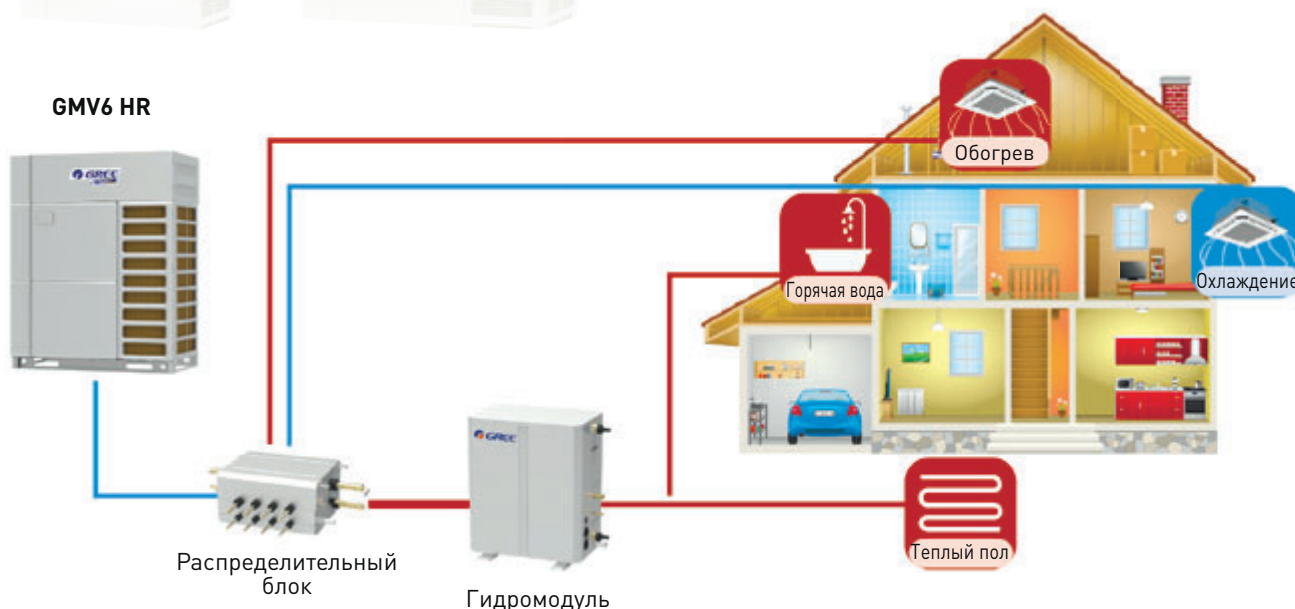 GMV6 HR
GREE
Обогрев
Горячая вода
Охлаждение
GREE
Теплый пол
Распределительный
блок
Гидромодуль